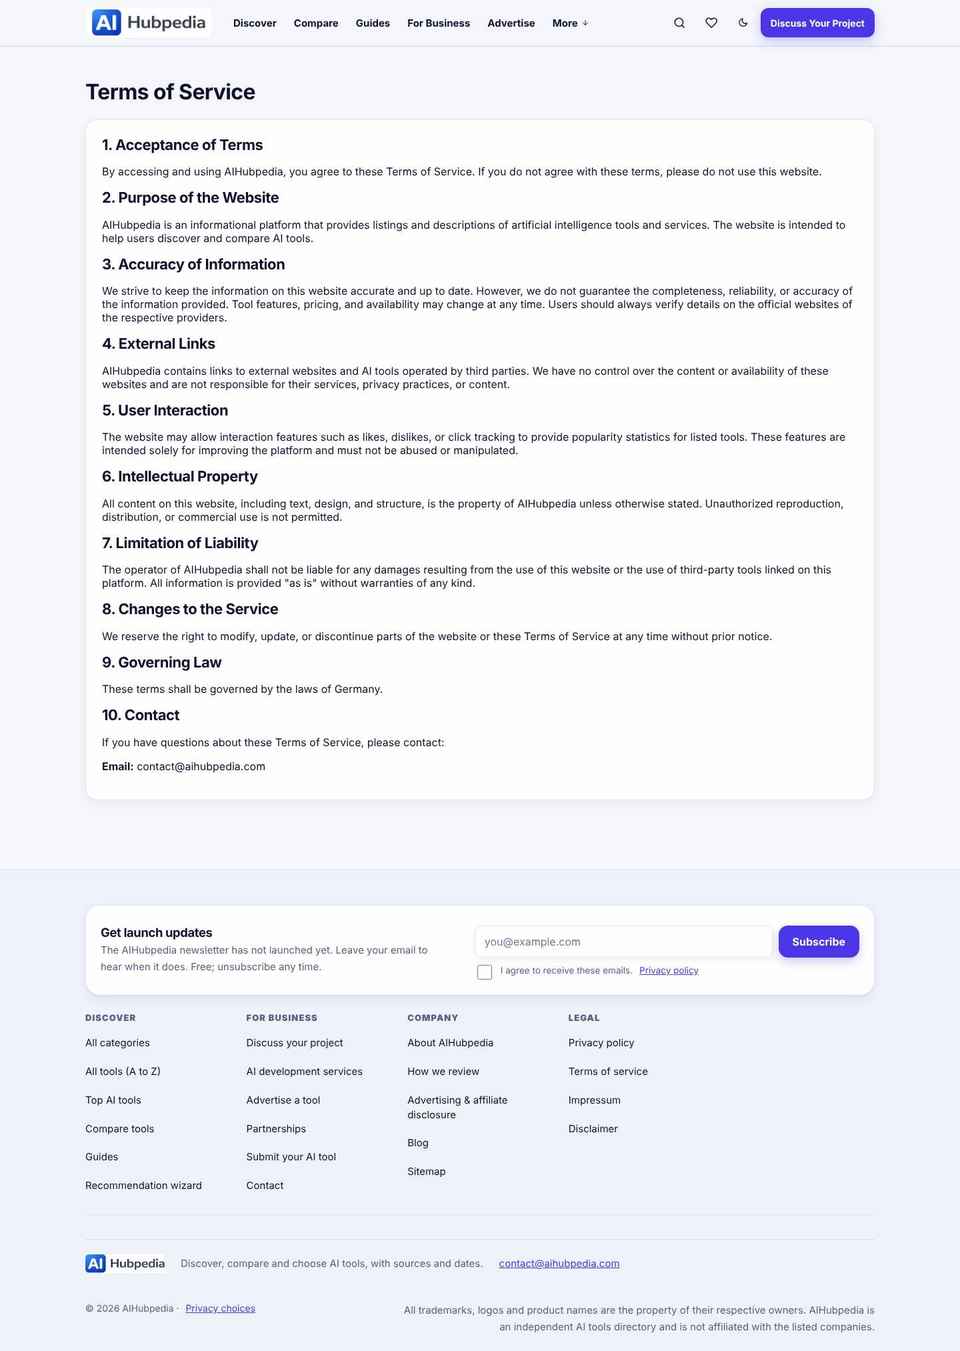 AI Hubpedia
Discover
Compare
Guides
For Business
Advertise
More
Discuss Your Project
Terms of Service
1. Acceptance of Terms
By accessing and using AIHubpedia, you agree to these Terms of Service. If you do not agree with these terms, please do not use this website.
2. Purpose of the Website
AIHubpedia is an informational platform that provides listings and descriptions of artificial intelligence tools and services. The website is intended to
help users discover and compare AI tools.
3. Accuracy of Information
We strive to keep the information on this website accurate and up to date. However, we do not guarantee the completeness, reliability, or accuracy of
the information provided. Tool features, pricing, and availability may change at any time. Users should always verify details on the official websites of
the respective providers.
4. External Links
AIHubpedia contains links to external websites and AI tools operated by third parties. We have no control over the content or availability of these
websites and are not responsible for their services, privacy practices, or content.
5. User Interaction
The website may allow interaction features such as likes, dislikes, or click tracking to provide popularity statistics for listed tools. These features are
intended solely for improving the platform and must not be abused or manipulated.
6. Intellectual Property
All content on this website, including text, design, and structure, is the property of AIHubpedia unless otherwise stated. Unauthorized reproduction,
distribution, or commercial use is not permitted.
7. Limitation of Liability
The operator of AIHubpedia shall not be liable for any damages resulting from the use of this website or the use of third-party tools linked on this
platform. All information is provided "as is" without warranties of any kind.
8. Changes to the Service
We reserve the right to modify, update, or discontinue parts of the website or these Terms of Service at any time without prior notice.
9. Governing Law
These terms shall be governed by the laws of Germany.
10. Contact
If you have questions about these Terms of Service, please contact:
Email: contact@aihubpedia.com
Get launch updates
The AIHubpedia newsletter has not launched yet. Leave your email to
hear when it does. Free; unsubscribe any time.
you@example.com
Subscribe
I agree to receive these emails. Privacy policy
DISCOVER
All categories
All tools (A to Z)
Top AI tools
Compare tools
Guides
Recommendation wizard
FOR BUSINESS
Discuss your project
AI development services
Advertise a tool
Partnerships
Submit your AI tool
Contact
COMPANY
About AIHubpedia
How we review
Advertising & affiliate
disclosure
Blog
Sitemap
LEGAL
Privacy policy
Terms of service
Impressum
Disclaimer
AI Hubpedia
Discover, compare and choose AI tools, with sources and dates.
contact@aihubpedia.com
© 2026 AIHubpedia · Privacy choices
All trademarks, logos and product names are the property of their respective owners. AIHubpedia is
an independent AI tools directory and is not affiliated with the listed companies.